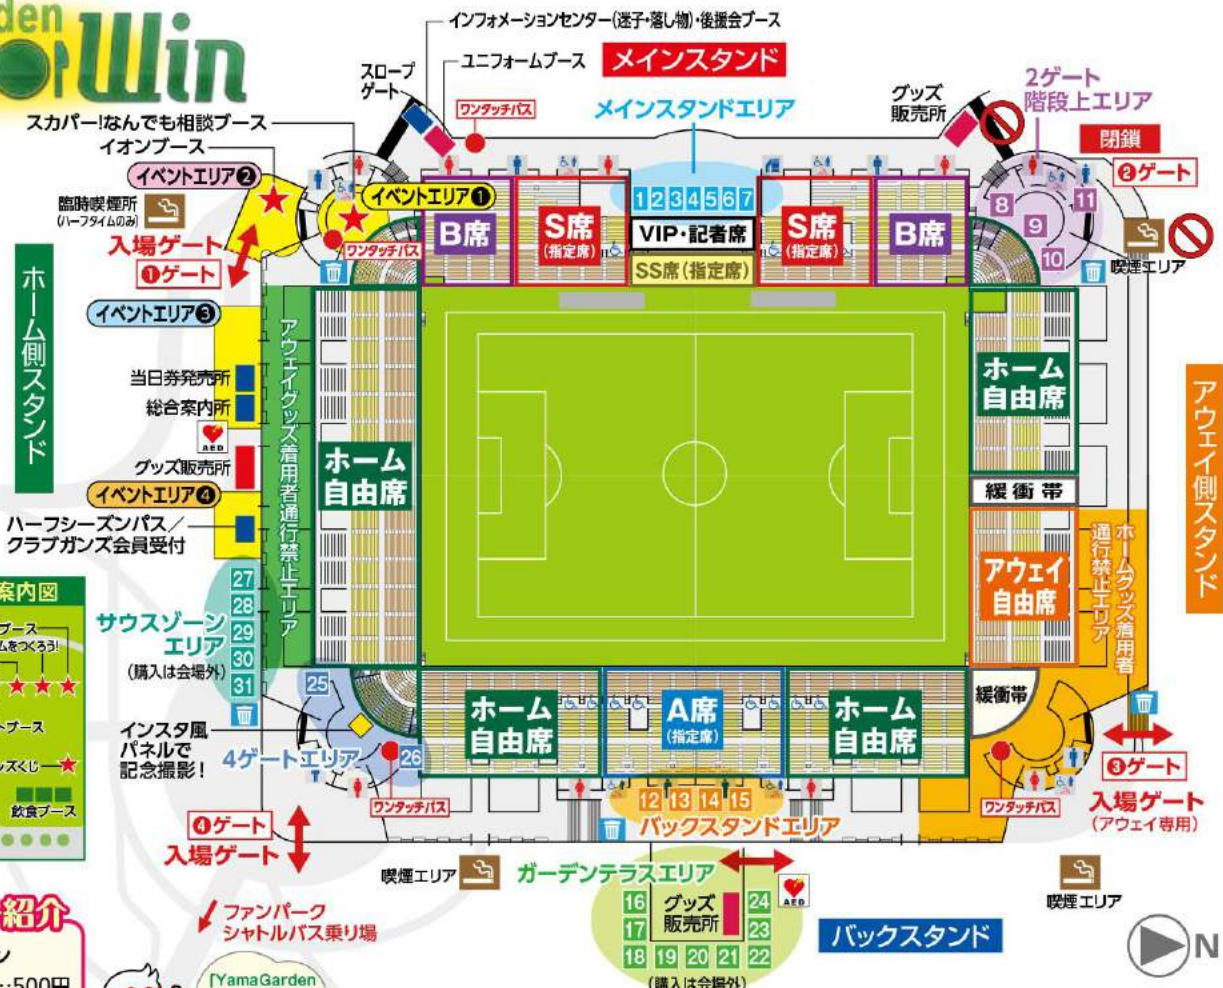 den
Win
インフォメーションセンター(迷子・落し物)・後援会ブース
ユニフォームブース
メインスタンド
スロープ
ゲート
ワンタッチパス
メインスタンドエリア
グッズ
販売所
2ゲート
階段上エリア
閉鎖
❷ゲート
スカパー!なんでも相談ブース
イオンブース
イベントエリア❷
イベントエリア❶
臨時喫煙所
(ハーフタイムのみ)
入場ゲート
❶ゲート
ワンタッチパス
B席
S席
(指定席)
1 2 3 4 5 6 7
VIP・記者席
SS席(指定席)
S席
(指定席)
B席
8
9
10
11
喫煙エリア
ホーム側スタンド
イベントエリア❸
当日券発売所
総合案内所
AED
グッズ販売所
イベントエリア❹
ハーフシーズンパス/
クラブガンズ会員受付
アウェイグッズ着用者通行禁止エリア
ホーム
自由席
ホーム
自由席
緩衝帯
アウェイ
自由席
ホームグッズ着用者
通行禁止エリア
アウェイ側スタンド
27
28
29
30
31
サウスゾーン
エリア
(購入は会場外)
25
26
インスタ風
パネルで
記念撮影!
4ゲートエリア
ワンタッチパス
❹ゲート
入場ゲート
ホーム
自由席
A席
(指定席)
ホーム
自由席
緩衝帯
12 13 14 15
バックスタンドエリア
ワンタッチパス
❸ゲート
入場ゲート
(アウェイ専用)
喫煙エリア
ガーデンテラスエリア
AED
喫煙エリア
16
17
18 19 20 21 22
23
24
グッズ
販売所
(購入は会場外)
バックスタンド
N
ファンパーク
シャトルバス乗り場
案内図
ブース
ムをつくろう!
トブース
ズくじ
飲食ブース
紹介
ン
‥500円
「YamaGarden